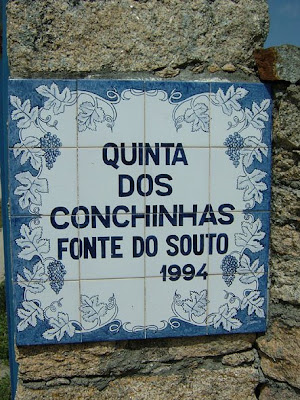 QUINTA
DOS
CONCHINHAS
FONTE DO SOUTO
1994